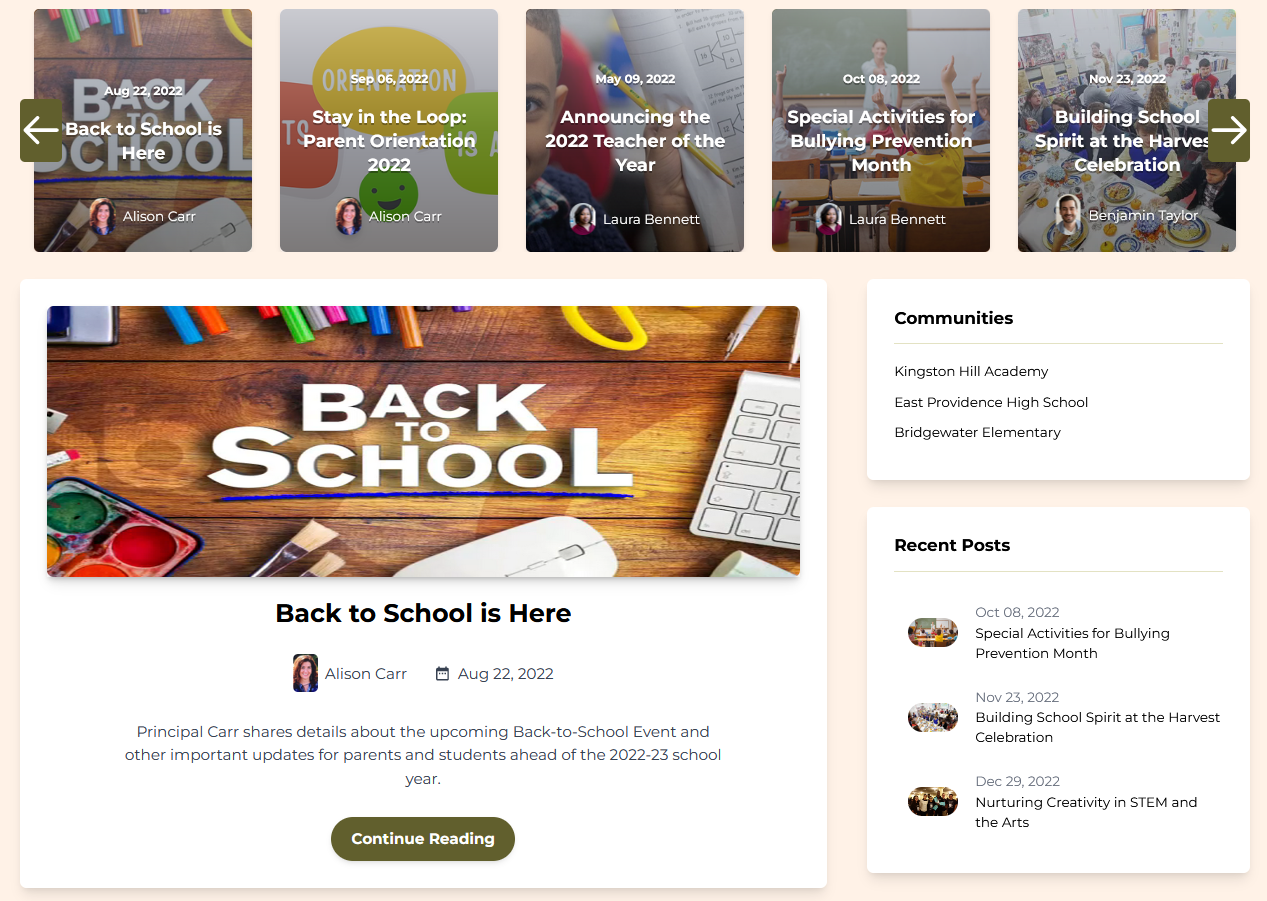 Aug 22, 2022
Back to School is
Here
Alison Carr
BACK
TO
SCHOOL
Sep 06, 2022
Stay in the Loop:
Parent Orientation
2022
Alison Carr
ORIENTATION
TS
IS A
May 09, 2022
Announcing the
2022 Teacher of the
Year
Laura Bennett
Oct 08, 2022
Special Activities for
Bullying Prevention
Month
Laura Bennett
Nov 23, 2022
Building School
Spirit at the Harves
Celebration
Benjamin Taylor
BACK
TO
SCHOOL
Back to School is Here
Alison Carr
Aug 22, 2022
Principal Carr shares details about the upcoming Back-to-School Event and
other important updates for parents and students ahead of the 2022-23 school
year.
Continue Reading
Communities
Kingston Hill Academy
East Providence High School
Bridgewater Elementary
Recent Posts
Oct 08, 2022
Special Activities for Bullying
Prevention Month
Nov 23, 2022
Building School Spirit at the Harvest
Celebration
Dec 29, 2022
Nurturing Creativity in STEM and
the Arts